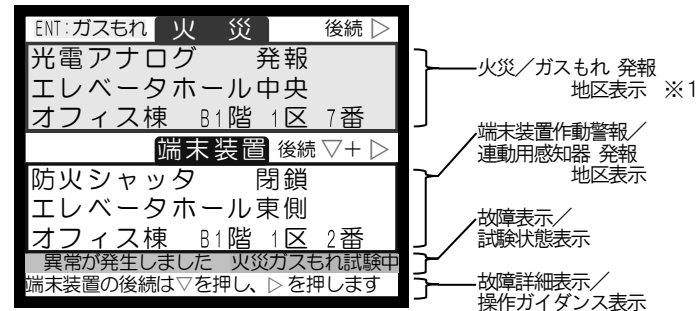 ENT:ガスもれ 火 災 後続 ▷
光電アナログ 発報
エレベータホール中央
オフィス棟 B1階 1区 7番
端末装置 後続 ▽+ ▷
防火シャッタ 閉鎖
エレベータホール東側
オフィス棟 B1階 1区 2番
異常が発生しました 火災ガスもれ試験中
端末装置の後続は▽を押し、▷を押します
火災/ガスもれ 発報
地区表示 ※1
端末装置作動警報/
連動用感知器 発報
地区表示
故障表示/
試験状態表示
故障詳細表示/
操作ガイダンス表示